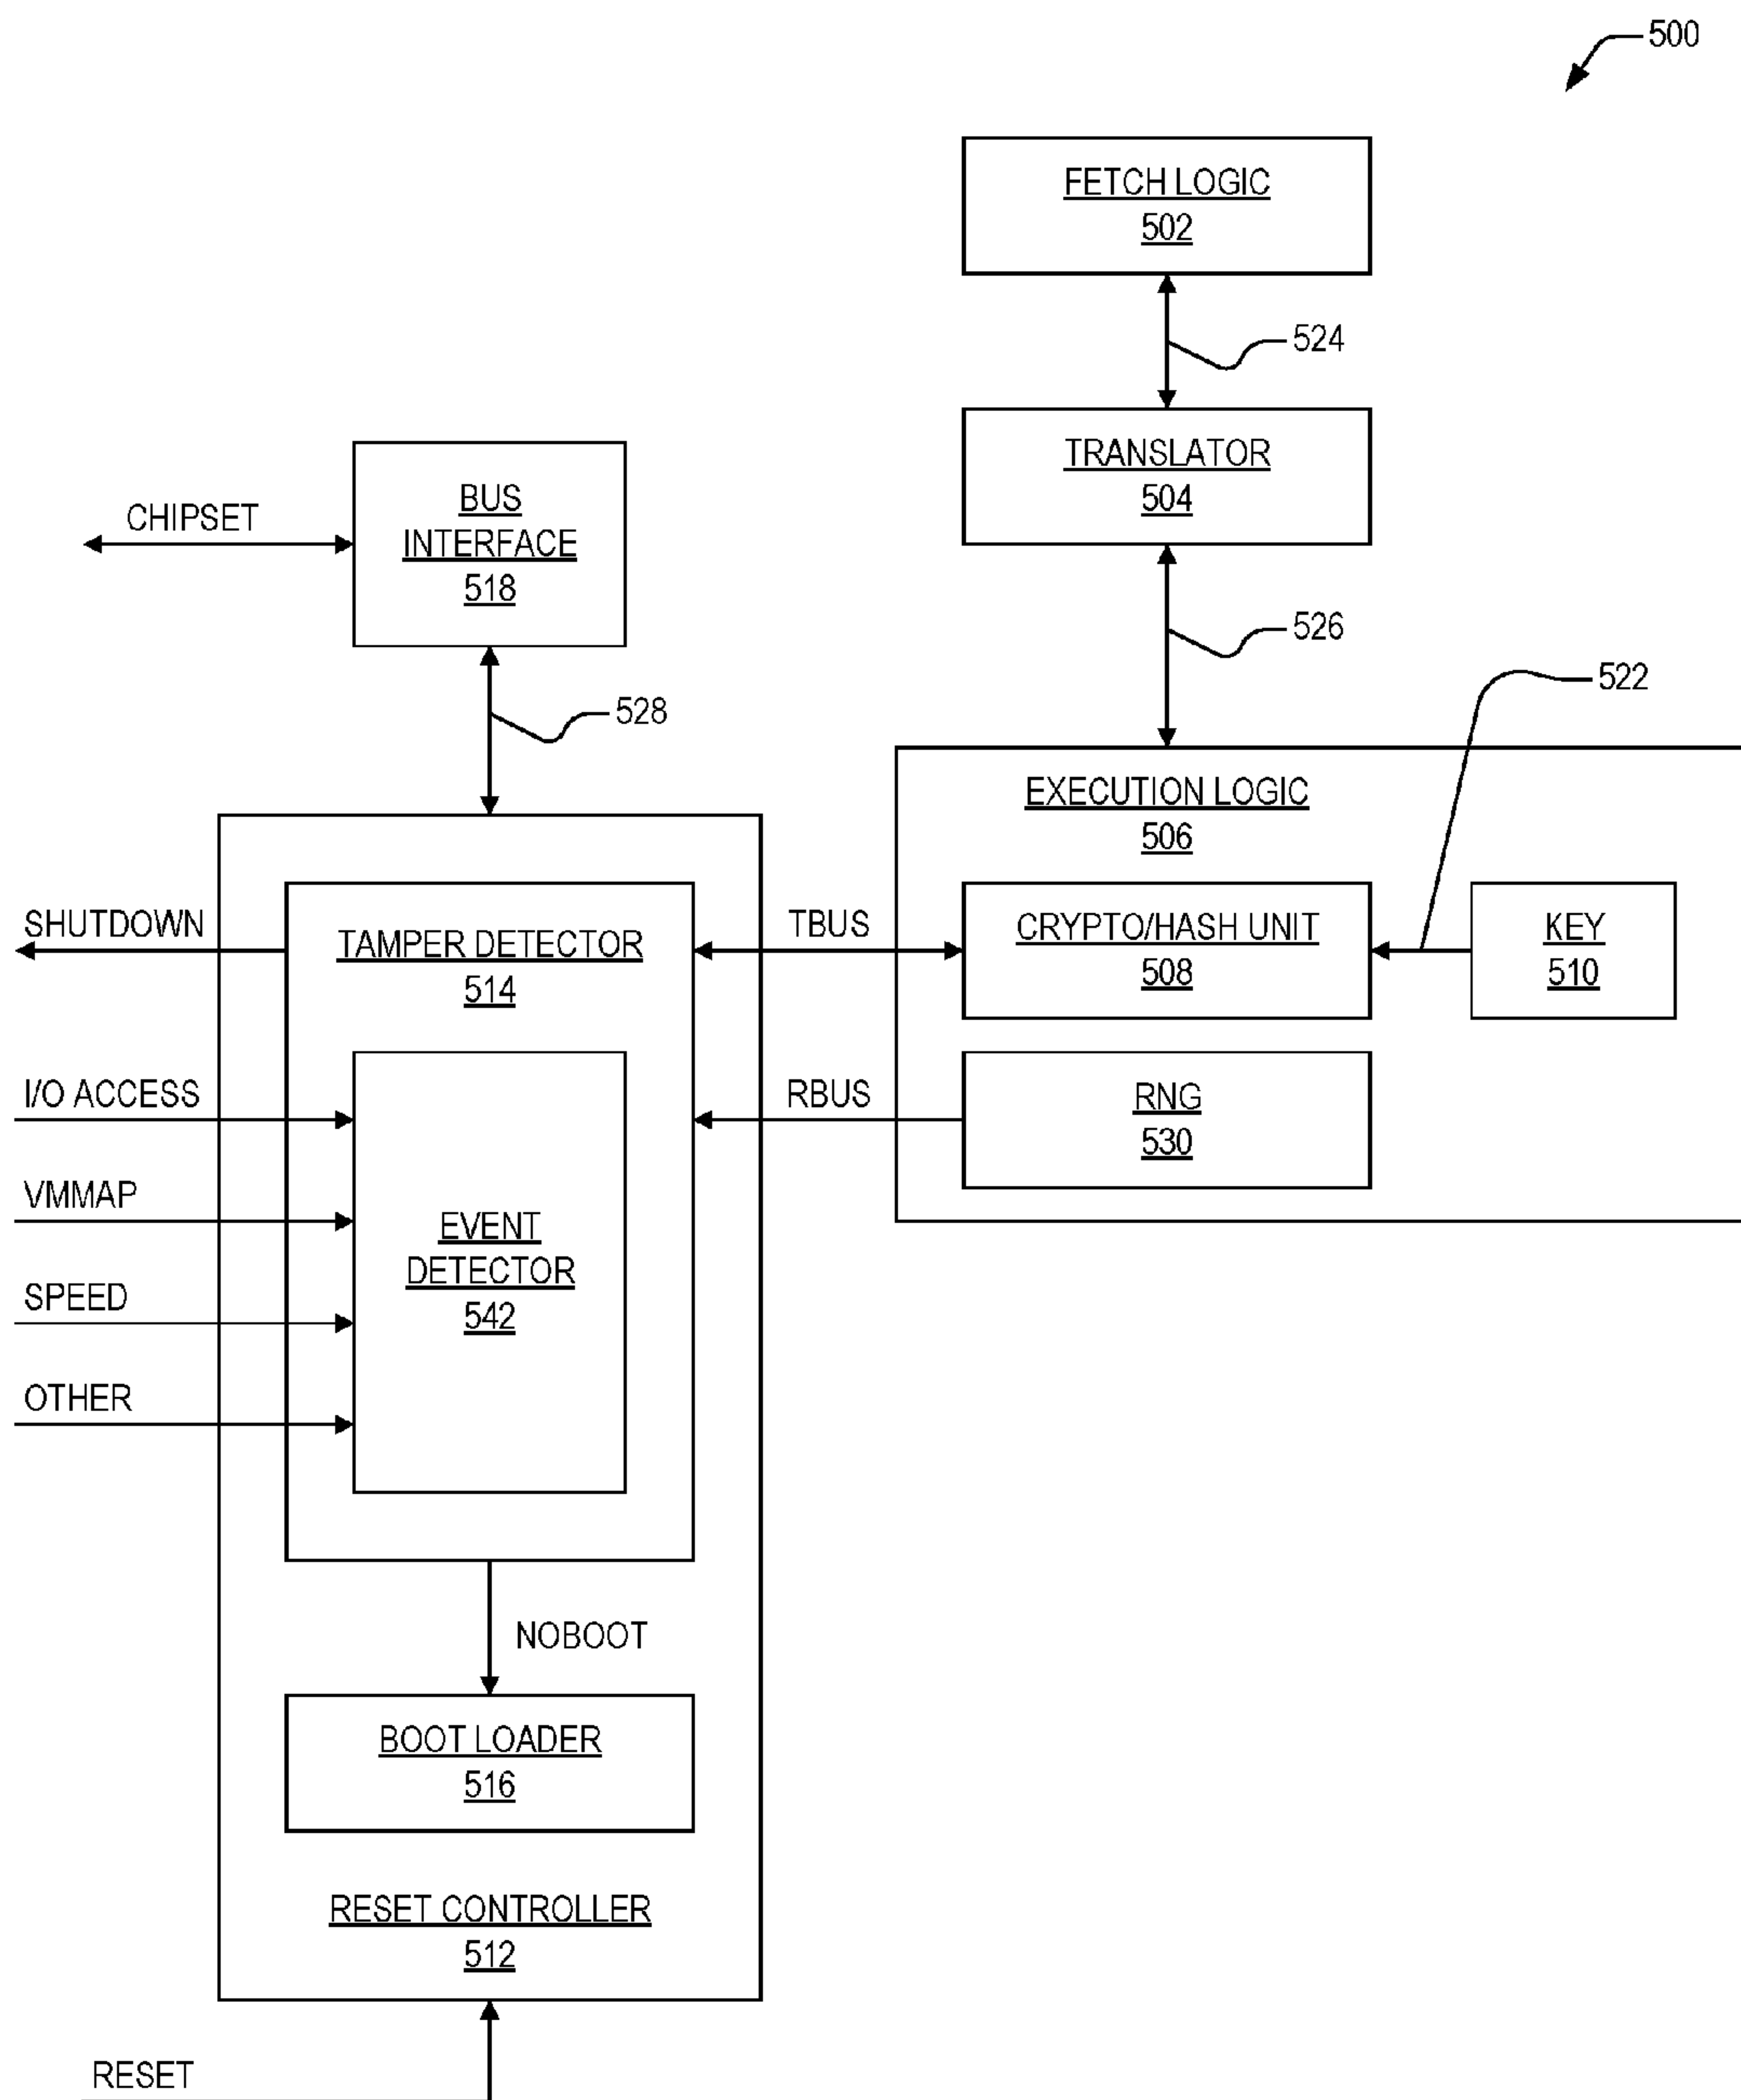 500
FETCH LOGIC
502
524
TRANSLATOR
504
CHIPSET
BUS
INTERFACE
518
526
522
528
EXECUTION LOGIC
506
SHUTDOWN
TAMPER DETECTOR
514
TBUS
CRYPTO/HASH UNIT
508
KEY
510
I/O ACCESS
RBUS
RNG
530
VMMAP
EVENT
DETECTOR
542
SPEED
OTHER
NOBOOT
BOOT LOADER
516
RESET CONTROLLER
512
RESET